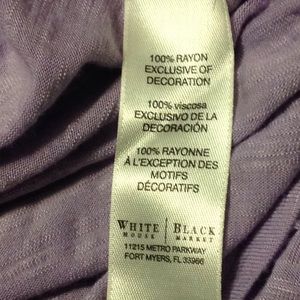 100% RAYON
EXCLUSIVE OF
DECORATION
100% viscosa
EXCLUSIVO DE LA
DECORACIÓN
100% RAYONNE
À L'EXCEPTION DES
MOTIFS
DÉCORATIFS
WHITE | BLACK
HOUSE | MARKET
11215 METRO PARKWAY
FORT MYERS, FL 33966